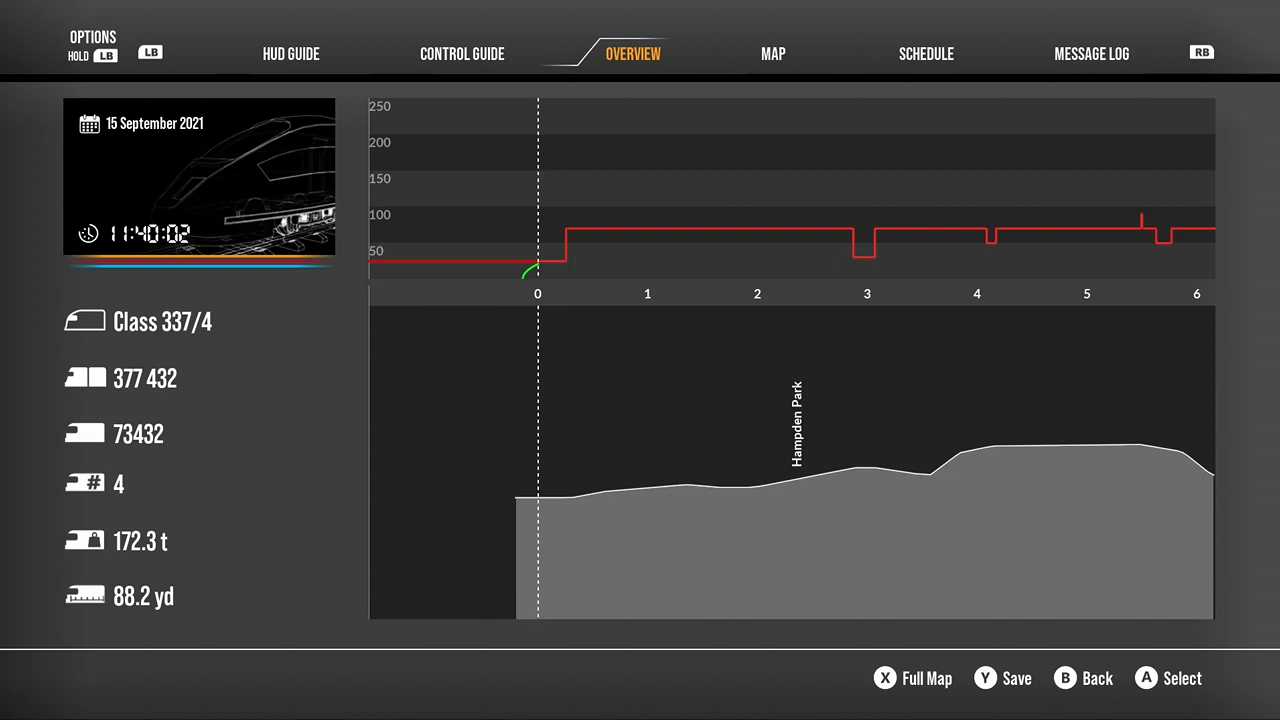 OPTIONS
HOLD LB
LB
HUD GUIDE
CONTROL GUIDE
OVERVIEW
MAP
SCHEDULE
MESSAGE LOG
RB
15 September 2021
11:40:02
Class 337/4
377 432
73432
# 4
172.3 t
88.2 yd
250
200
150
100
50
0 1 2 3 4 5 6
Hampden Park
X Full Map
Y Save
B Back
A Select